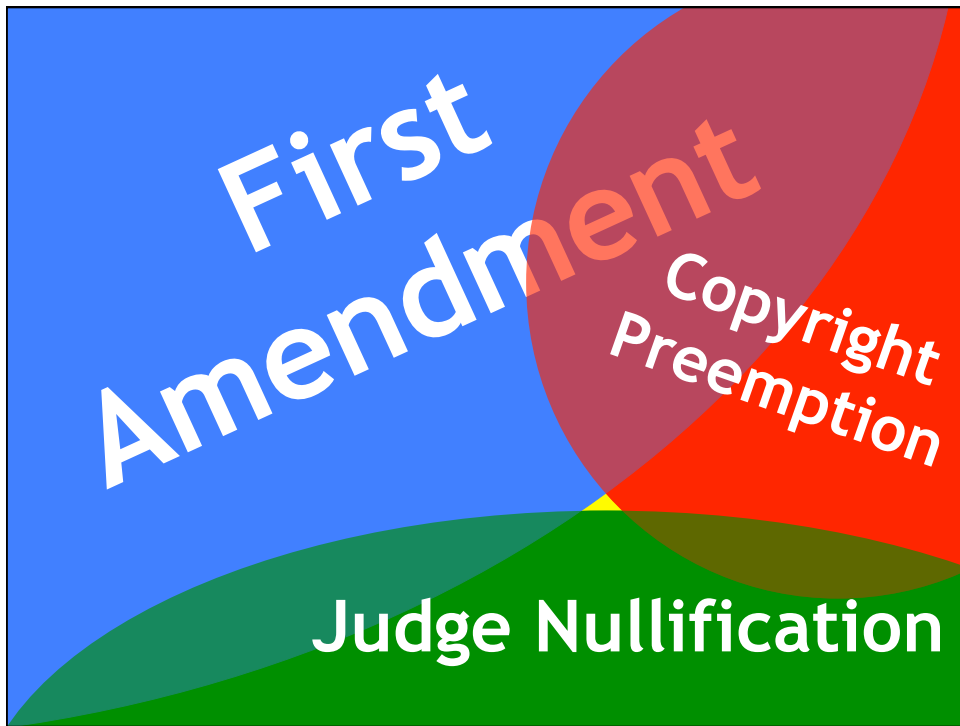 First
Amendment
Copyright
Preemption
Judge Nullification